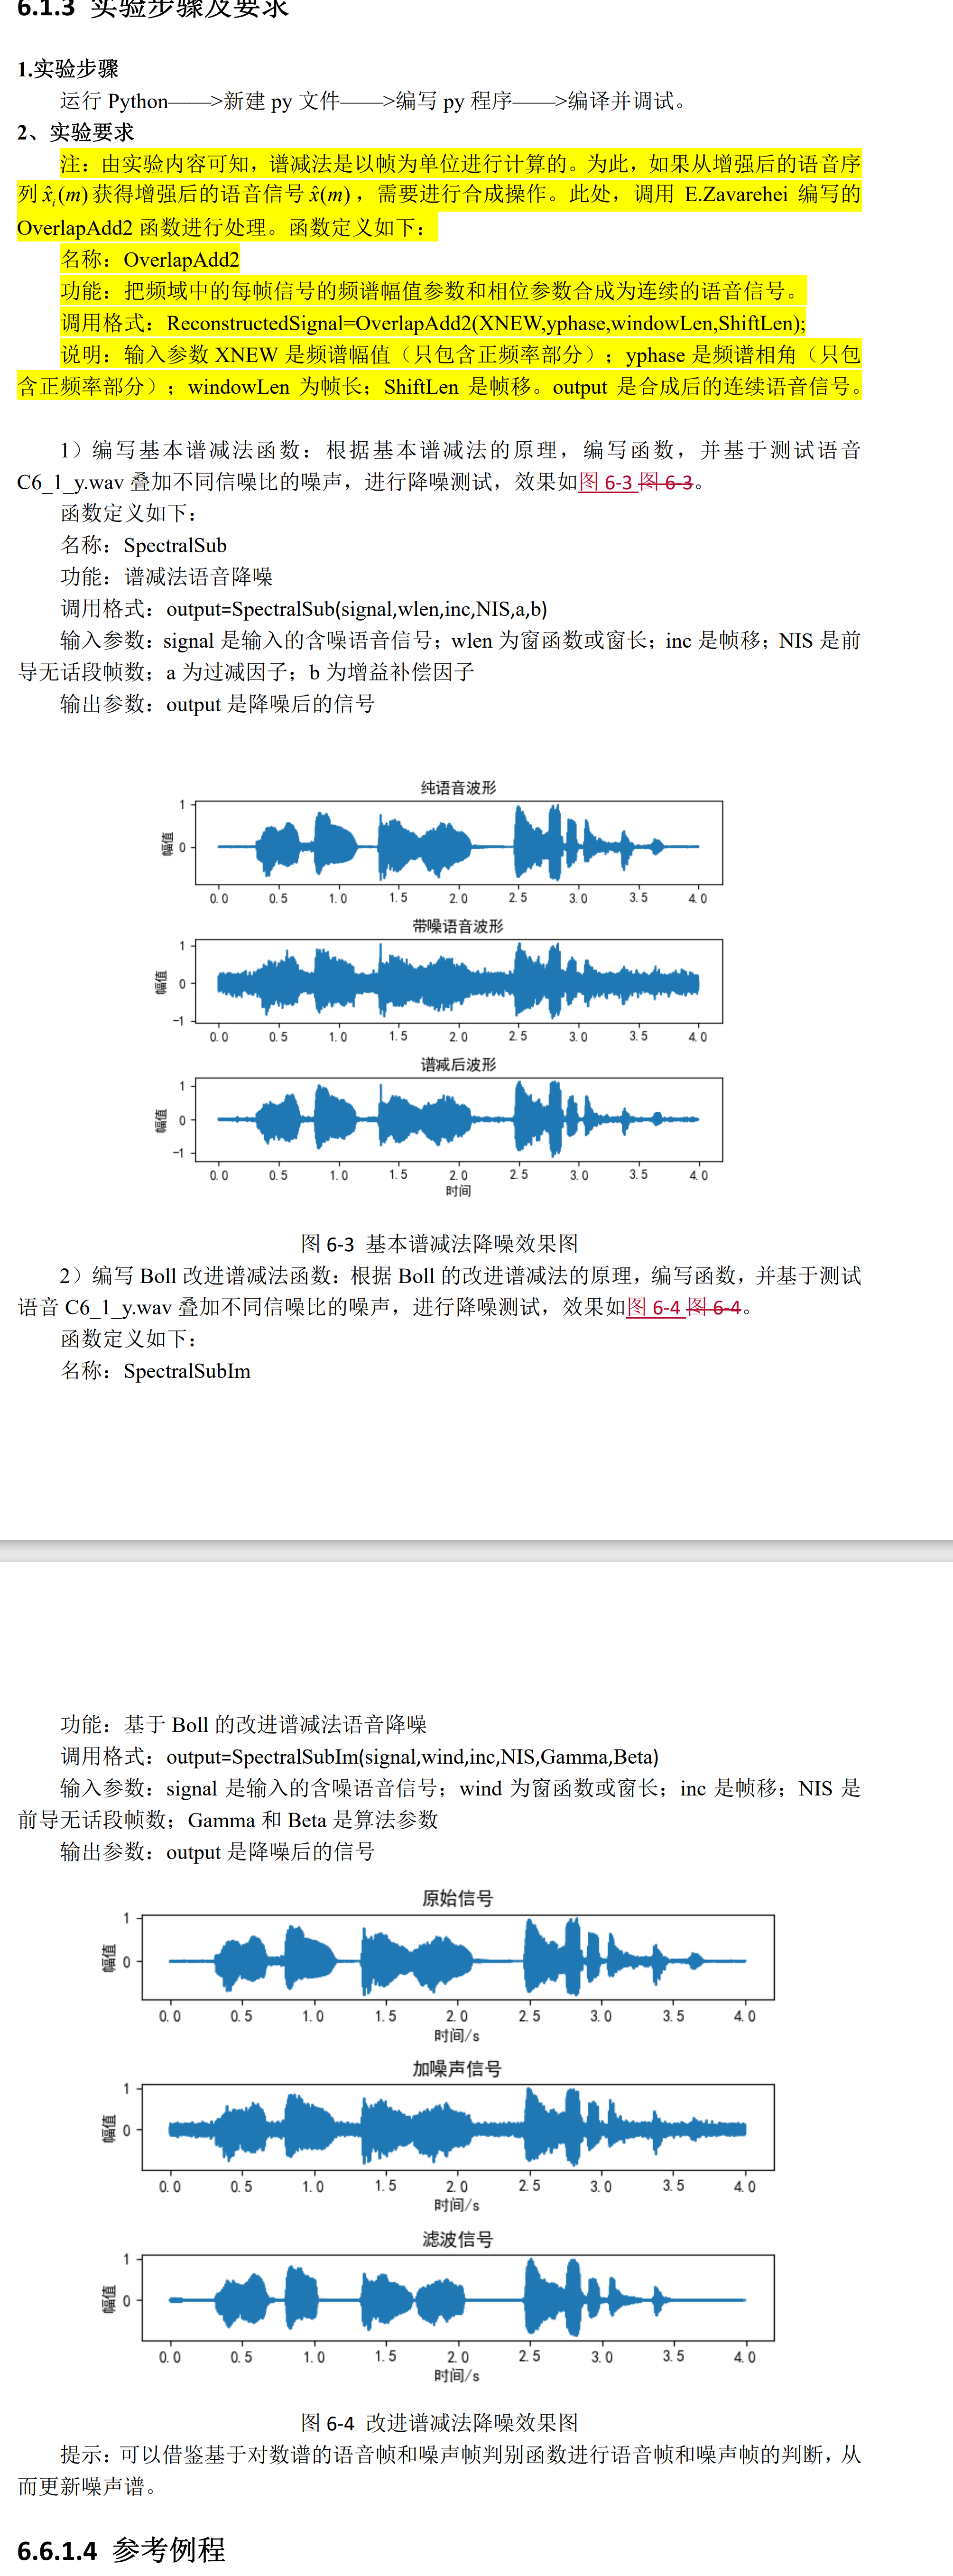 6.1.3 实验步骤及要求
1.实验步骤
运行 Python——>新建 py 文件——>编写 py 程序——>编译并调试。
2、实验要求
注：由实验内容可知，谱减法是以帧为单位进行计算的。为此，如果从增强后的语音序
列 x̂ᵢ(m) 获得增强后的语音信号 x̂(m) ，需要进行合成操作。此处，调用 E.Zavarehei 编写的
OverlapAdd2 函数进行处理。函数定义如下：
名称：OverlapAdd2
功能：把频域中的每帧信号的频谱幅值参数和相位参数合成为连续的语音信号。
调用格式：ReconstructedSignal=OverlapAdd2(XNEW,yphase,windowLen,ShiftLen);
说明：输入参数 XNEW 是频谱幅值（只包含正频率部分）；yphase 是频谱相角（只包
含正频率部分）；windowLen 为帧长；ShiftLen 是帧移。output 是合成后的连续语音信号。
1）编写基本谱减法函数：根据基本谱减法的原理，编写函数，并基于测试语音
C6_1_y.wav 叠加不同信噪比的噪声，进行降噪测试，效果如图 6-3 图 6-3。
函数定义如下：
名称：SpectralSub
功能：谱减法语音降噪
调用格式：output=SpectralSub(signal,wlen,inc,NIS,a,b)
输入参数：signal 是输入的含噪语音信号；wlen 为窗函数或窗长；inc 是帧移；NIS 是前
导无话段帧数；a 为过减因子；b 为增益补偿因子
输出参数：output 是降噪后的信号
纯语音波形
1
幅值
0
0.0 0.5 1.0 1.5 2.0 2.5 3.0 3.5 4.0
带噪语音波形
1
幅值
0
−1
0.0 0.5 1.0 1.5 2.0 2.5 3.0 3.5 4.0
谱减后波形
1
幅值
0
−1
0.0 0.5 1.0 1.5 2.0 2.5 3.0 3.5 4.0
时间
图 6-3 基本谱减法降噪效果图
2）编写 Boll 改进谱减法函数：根据 Boll 的改进谱减法的原理，编写函数，并基于测试
语音 C6_1_y.wav 叠加不同信噪比的噪声，进行降噪测试，效果如图 6-4 图 6-4。
函数定义如下：
名称：SpectralSubIm
功能：基于 Boll 的改进谱减法语音降噪
调用格式：output=SpectralSubIm(signal,wind,inc,NIS,Gamma,Beta)
输入参数：signal 是输入的含噪语音信号；wind 为窗函数或窗长；inc 是帧移；NIS 是
前导无话段帧数；Gamma 和 Beta 是算法参数
输出参数：output 是降噪后的信号
原始信号
1
幅值
0
0.0 0.5 1.0 1.5 2.0 2.5 3.0 3.5 4.0
时间/s
加噪声信号
1
幅值
0
0.0 0.5 1.0 1.5 2.0 2.5 3.0 3.5 4.0
时间/s
滤波信号
1
幅值
0
0.0 0.5 1.0 1.5 2.0 2.5 3.0 3.5 4.0
时间/s
图 6-4 改进谱减法降噪效果图
提示：可以借鉴基于对数谱的语音帧和噪声帧判别函数进行语音帧和噪声帧的判断，从
而更新噪声谱。
6.6.1.4 参考例程